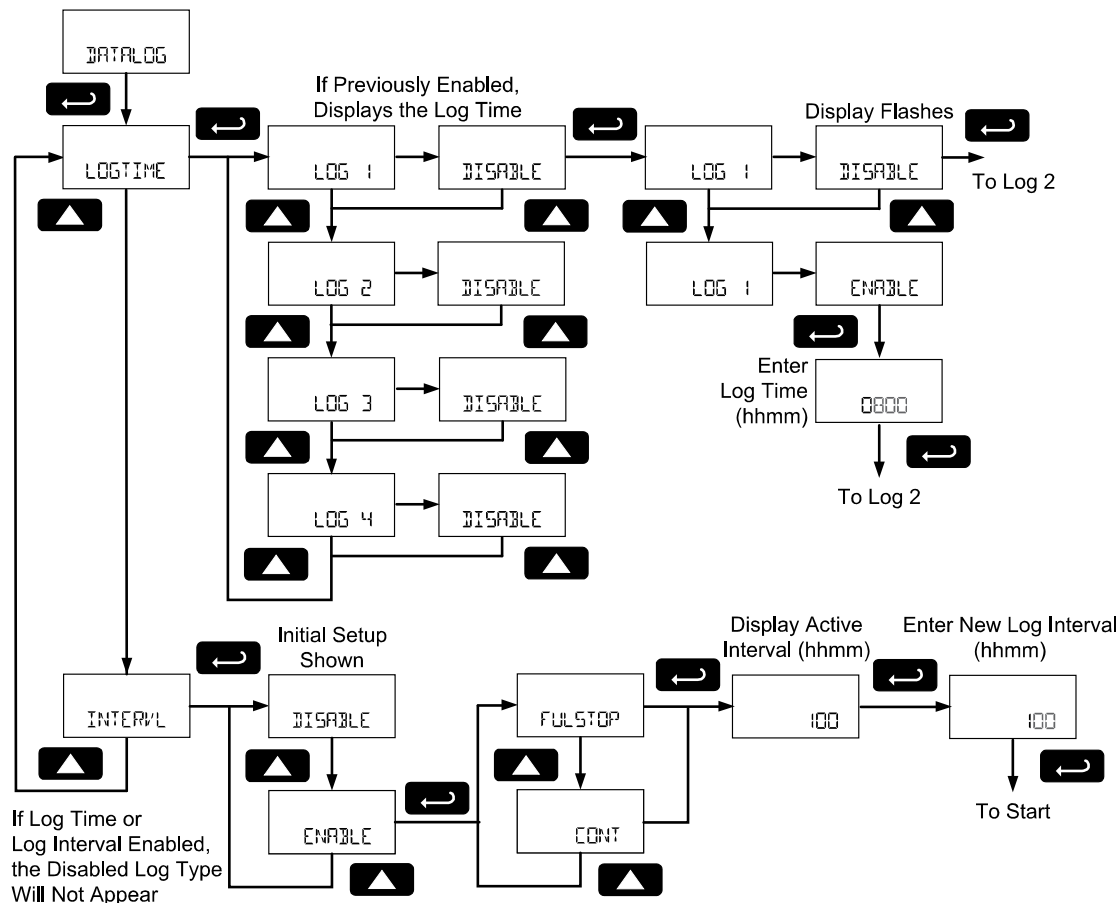 DATALOG
If Previously Enabled,
Displays the Log Time
Display Flashes
LOGTIME
LOG 1
DISABLE
LOG 1
DISABLE
To Log 2
LOG 2
DISABLE
LOG 1
ENABLE
LOG 3
DISABLE
Enter
Log Time
(hhmm)
0800
To Log 2
LOG 4
DISABLE
Initial Setup
Shown
Display Active
Interval (hhmm)
Enter New Log Interval
(hhmm)
INTERVL
DISABLE
FULSTOP
100
100
To Start
ENABLE
CONT
If Log Time or
Log Interval Enabled,
the Disabled Log Type
Will Not Appear